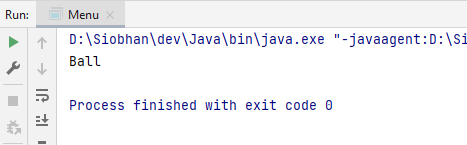 Run: Menu
D:\Siobhan\dev\Java\bin\java.exe "-javaagent:D:\Si
Ball
Process finished with exit code 0